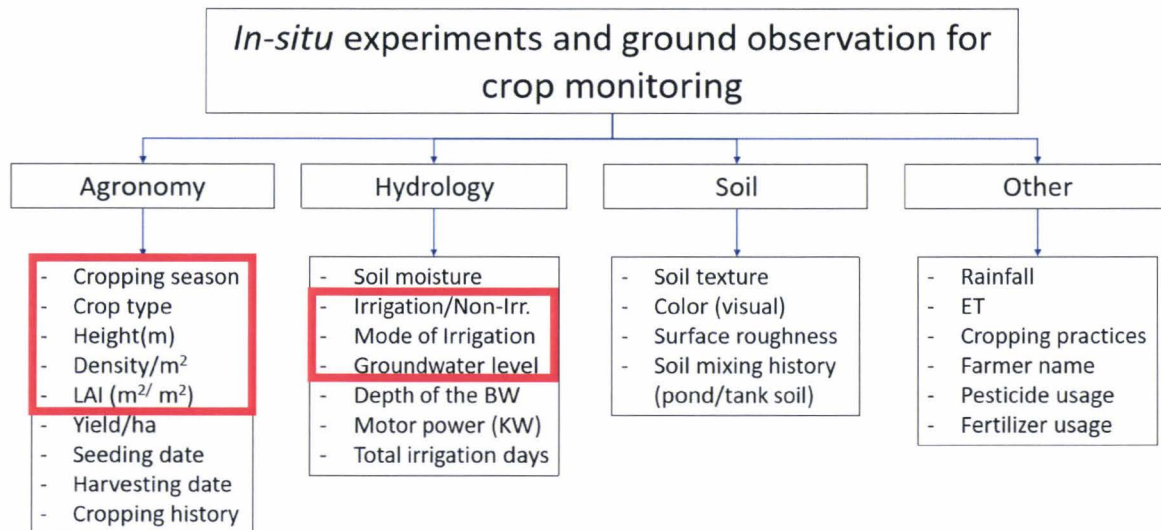 In-situ experiments and ground observation for
crop monitoring
Agronomy
- Cropping season
- Crop type
- Height(m)
- Density/m²
- LAI (m²/ m²)
- Yield/ha
- Seeding date
- Harvesting date
- Cropping history
Hydrology
- Soil moisture
- Irrigation/Non-Irr.
- Mode of Irrigation
- Groundwater level
- Depth of the BW
- Motor power (KW)
- Total irrigation days
Soil
- Soil texture
- Color (visual)
- Surface roughness
- Soil mixing history
(pond/tank soil)
Other
- Rainfall
- ET
- Cropping practices
- Farmer name
- Pesticide usage
- Fertilizer usage